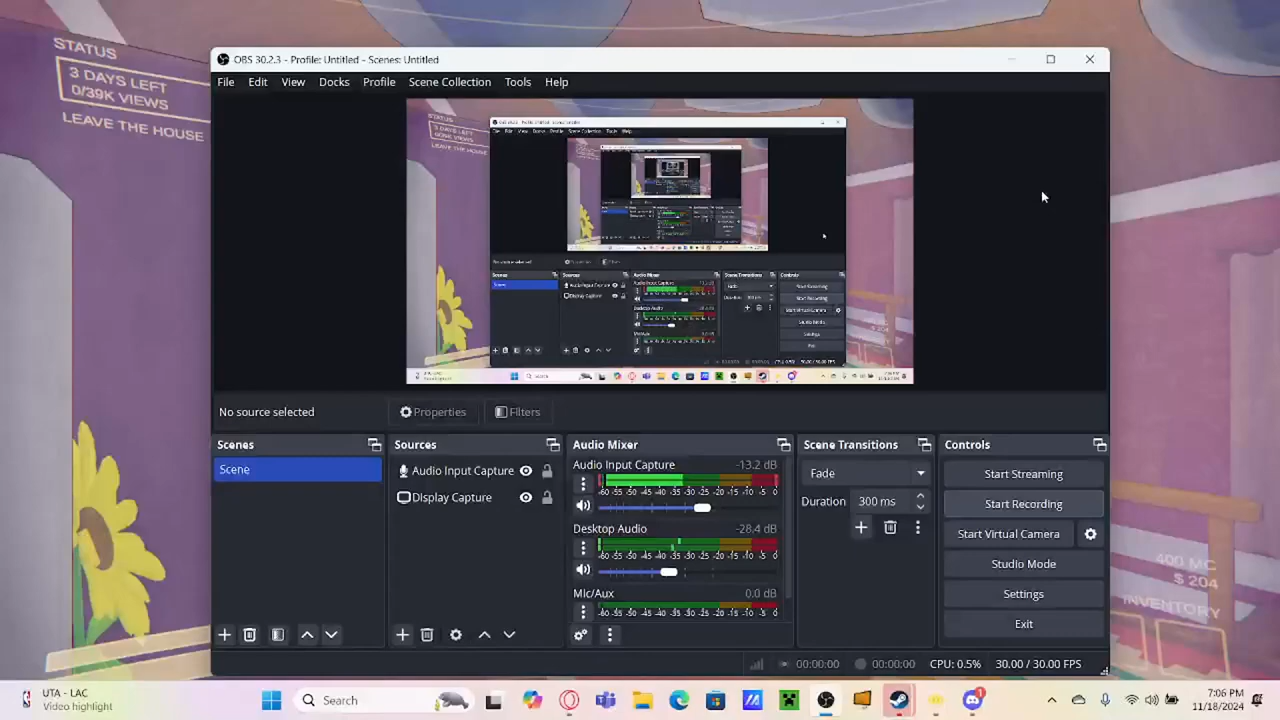 STATUS
3 DAYS LEFT
0/39K VIEWS
LEAVE THE HOUSE
OBS 30.2.3 - Profile: Untitled - Scenes: Untitled
File Edit View Docks Profile Scene Collection Tools Help
No source selected Properties Filters
Scenes
Scene
Sources
Audio Input Capture
Display Capture
Audio Mixer
Audio Input Capture -13.2 dB
-60 -55 -50 -45 -40 -35 -30 -25 -20 -15 -10 -5 0
Desktop Audio -28.4 dB
-60 -55 -50 -45 -40 -35 -30 -25 -20 -15 -10 -5 0
Mic/Aux 0.0 dB
-60 -55 -50 -45 -40 -35 -30 -25 -20 -15 -10 -5 0
Scene Transitions
Fade
Duration 300 ms
Controls
Start Streaming
Start Recording
Start Virtual Camera
Studio Mode
Settings
Exit
00:00:00 00:00:00 CPU: 0.5% 30.00 / 30.00 FPS
400 MC
$ 204
INVENTORY
UTA - LAC
Video highlight
Search
1
7:06 PM
11/18/2024